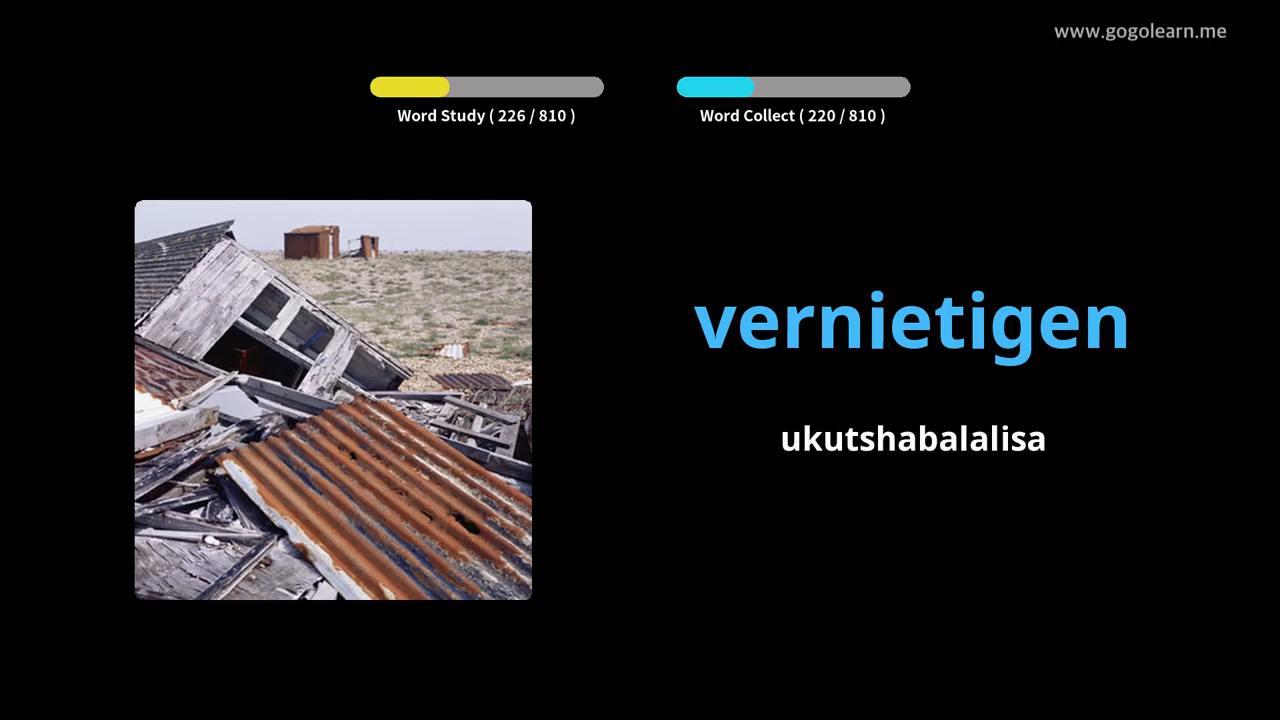 www.gogolearn.me
Word Study ( 226 / 810 )
Word Collect ( 220 / 810 )
vernietigen
ukutshabalalisa